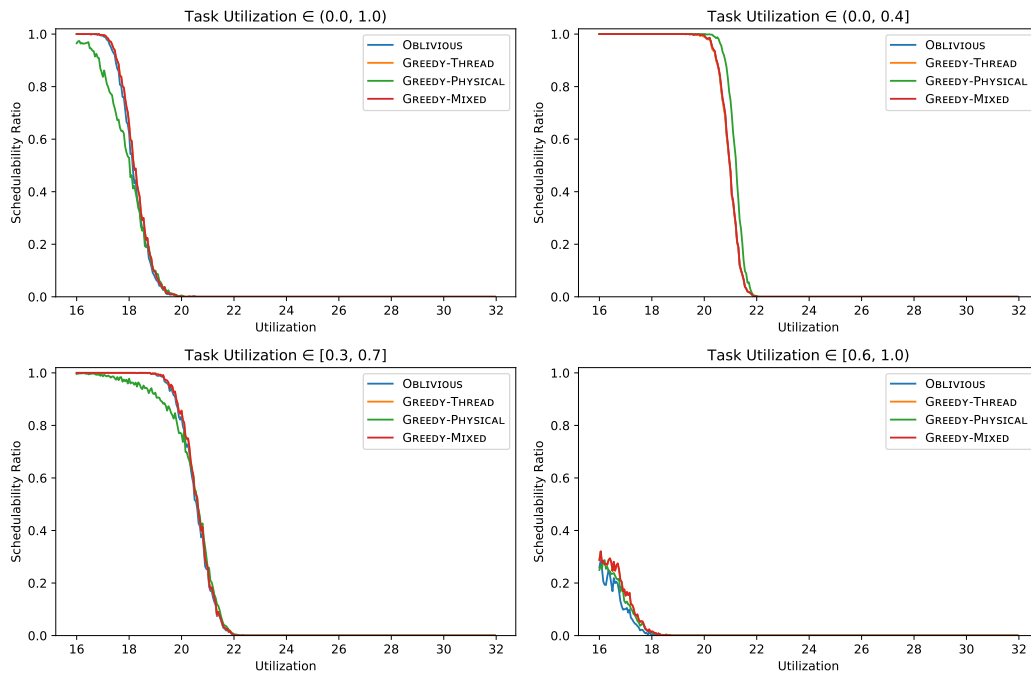 Task Utilization ∈ (0.0, 1.0)
1.0
0.8
0.6
0.4
0.2
0.0
Schedulability Ratio
16 18 20 22 24 26 28 30 32
Utilization
Oblivious
Greedy-Thread
Greedy-Physical
Greedy-Mixed
Task Utilization ∈ (0.0, 0.4]
1.0
0.8
0.6
0.4
0.2
0.0
Schedulability Ratio
16 18 20 22 24 26 28 30 32
Utilization
Oblivious
Greedy-Thread
Greedy-Physical
Greedy-Mixed
Task Utilization ∈ [0.3, 0.7]
1.0
0.8
0.6
0.4
0.2
0.0
Schedulability Ratio
16 18 20 22 24 26 28 30 32
Utilization
Oblivious
Greedy-Thread
Greedy-Physical
Greedy-Mixed
Task Utilization ∈ [0.6, 1.0)
1.0
0.8
0.6
0.4
0.2
0.0
Schedulability Ratio
16 18 20 22 24 26 28 30 32
Utilization
Oblivious
Greedy-Thread
Greedy-Physical
Greedy-Mixed